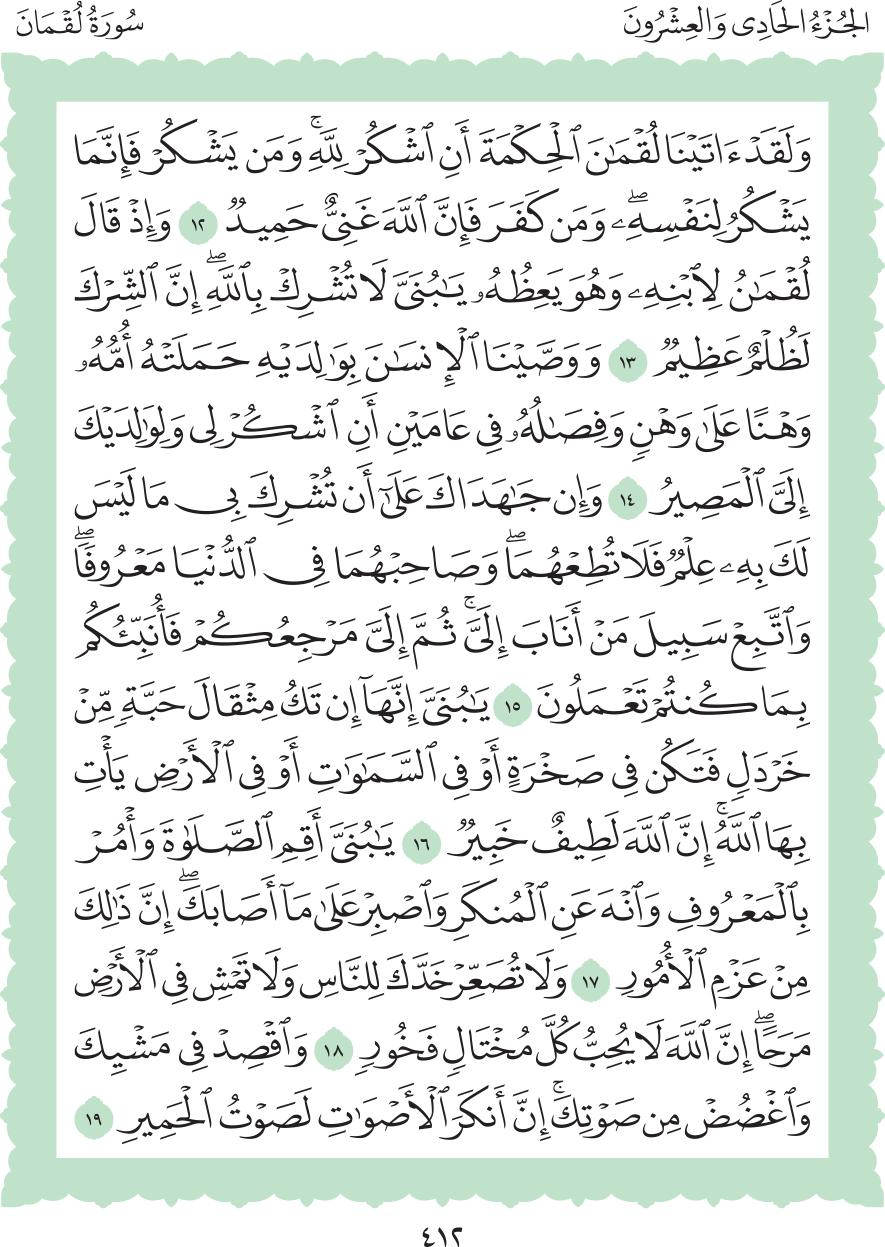 الجُزْءُ الحَادِى وَالعِشْرُونَ
سُورَةُ لُقْمَانَ
وَلَقَدْ ءَاتَيْنَا لُقْمَٰنَ ٱلْحِكْمَةَ أَنِ ٱشْكُرْ لِلَّهِۚ وَمَن يَشْكُرْ فَإِنَّمَا
يَشْكُرُ لِنَفْسِهِۦۖ وَمَن كَفَرَ فَإِنَّ ٱللَّهَ غَنِىٌّ حَمِيدٌ ١٢ وَإِذْ قَالَ
لُقْمَٰنُ لِٱبْنِهِۦ وَهُوَ يَعِظُهُۥ يَٰبُنَىَّ لَا تُشْرِكْ بِٱللَّهِۖ إِنَّ ٱلشِّرْكَ
لَظُلْمٌ عَظِيمٌ ١٣ وَوَصَّيْنَا ٱلْإِنسَٰنَ بِوَٰلِدَيْهِ حَمَلَتْهُ أُمُّهُۥ
وَهْنًا عَلَىٰ وَهْنٍ وَفِصَٰلُهُۥ فِى عَامَيْنِ أَنِ ٱشْكُرْ لِى وَلِوَٰلِدَيْكَ
إِلَىَّ ٱلْمَصِيرُ ١٤ وَإِن جَٰهَدَاكَ عَلَىٰٓ أَن تُشْرِكَ بِى مَا لَيْسَ
لَكَ بِهِۦ عِلْمٌ فَلَا تُطِعْهُمَاۖ وَصَاحِبْهُمَا فِى ٱلدُّنْيَا مَعْرُوفًاۖ
وَٱتَّبِعْ سَبِيلَ مَنْ أَنَابَ إِلَىَّۚ ثُمَّ إِلَىَّ مَرْجِعُكُمْ فَأُنَبِّئُكُم
بِمَا كُنتُمْ تَعْمَلُونَ ١٥ يَٰبُنَىَّ إِنَّهَآ إِن تَكُ مِثْقَالَ حَبَّةٍ مِّنْ
خَرْدَلٍ فَتَكُن فِى صَخْرَةٍ أَوْ فِى ٱلسَّمَٰوَٰتِ أَوْ فِى ٱلْأَرْضِ يَأْتِ
بِهَا ٱللَّهُۚ إِنَّ ٱللَّهَ لَطِيفٌ خَبِيرٌ ١٦ يَٰبُنَىَّ أَقِمِ ٱلصَّلَوٰةَ وَأْمُرْ
بِٱلْمَعْرُوفِ وَٱنْهَ عَنِ ٱلْمُنكَرِ وَٱصْبِرْ عَلَىٰ مَآ أَصَابَكَۖ إِنَّ ذَٰلِكَ
مِنْ عَزْمِ ٱلْأُمُورِ ١٧ وَلَا تُصَعِّرْ خَدَّكَ لِلنَّاسِ وَلَا تَمْشِ فِى ٱلْأَرْضِ
مَرَحًاۖ إِنَّ ٱللَّهَ لَا يُحِبُّ كُلَّ مُخْتَالٍ فَخُورٍ ١٨ وَٱقْصِدْ فِى مَشْيِكَ
وَٱغْضُضْ مِن صَوْتِكَۚ إِنَّ أَنكَرَ ٱلْأَصْوَٰتِ لَصَوْتُ ٱلْحَمِيرِ ١٩
٤١٢